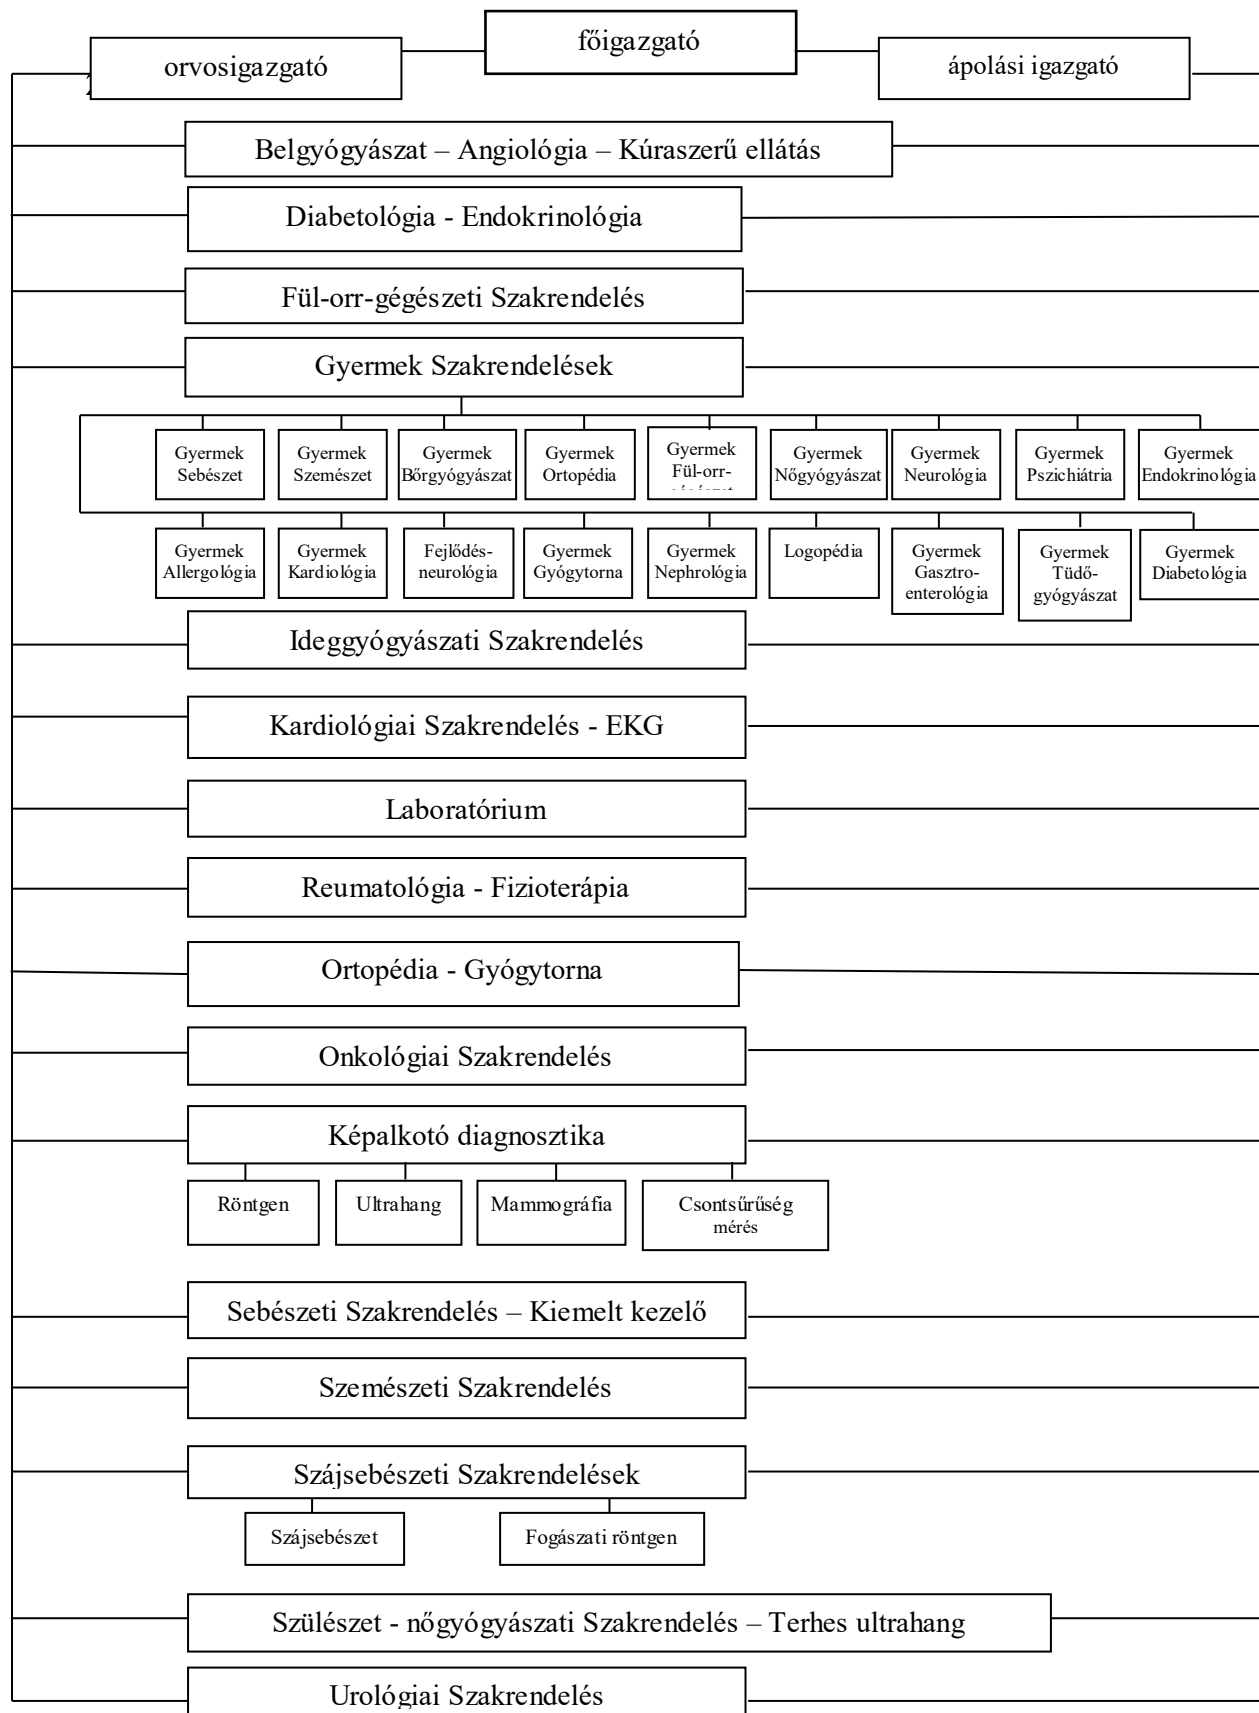 főigazgató
orvosigazgató
ápolási igazgató
Belgyógyászat – Angiológia – Kúraszerű ellátás
Diabetológia - Endokrinológia
Fül-orr-gégészeti Szakrendelés
Gyermek Szakrendelések
Gyermek
Sebészet
Gyermek
Szemészet
Gyermek
Bőrgyógyászat
Gyermek
Ortopédia
Gyermek
Fül-orr-
Gyermek
Nőgyógyászat
Gyermek
Neurológia
Gyermek
Pszichiátria
Gyermek
Endokrinológia
Gyermek
Allergológia
Gyermek
Kardiológia
Fejlődés-
neurológia
Gyermek
Gyógytorna
Gyermek
Nephrológia
Logopédia
Gyermek
Gasztro-
enterológia
Gyermek
Tüdő-
gyógyászat
Gyermek
Diabetológia
Ideggyógyászati Szakrendelés
Kardiológiai Szakrendelés - EKG
Laboratórium
Reumatológia - Fizioterápia
Ortopédia - Gyógytorna
Onkológiai Szakrendelés
Képalkotó diagnosztika
Röntgen
Ultrahang
Mammográfia
Csontsűrűség
mérés
Sebészeti Szakrendelés – Kiemelt kezelő
Szemészeti Szakrendelés
Szájsebészeti Szakrendelések
Szájsebészet
Fogászati röntgen
Szülészet - nőgyógyászati Szakrendelés – Terhes ultrahang
Urológiai Szakrendelés